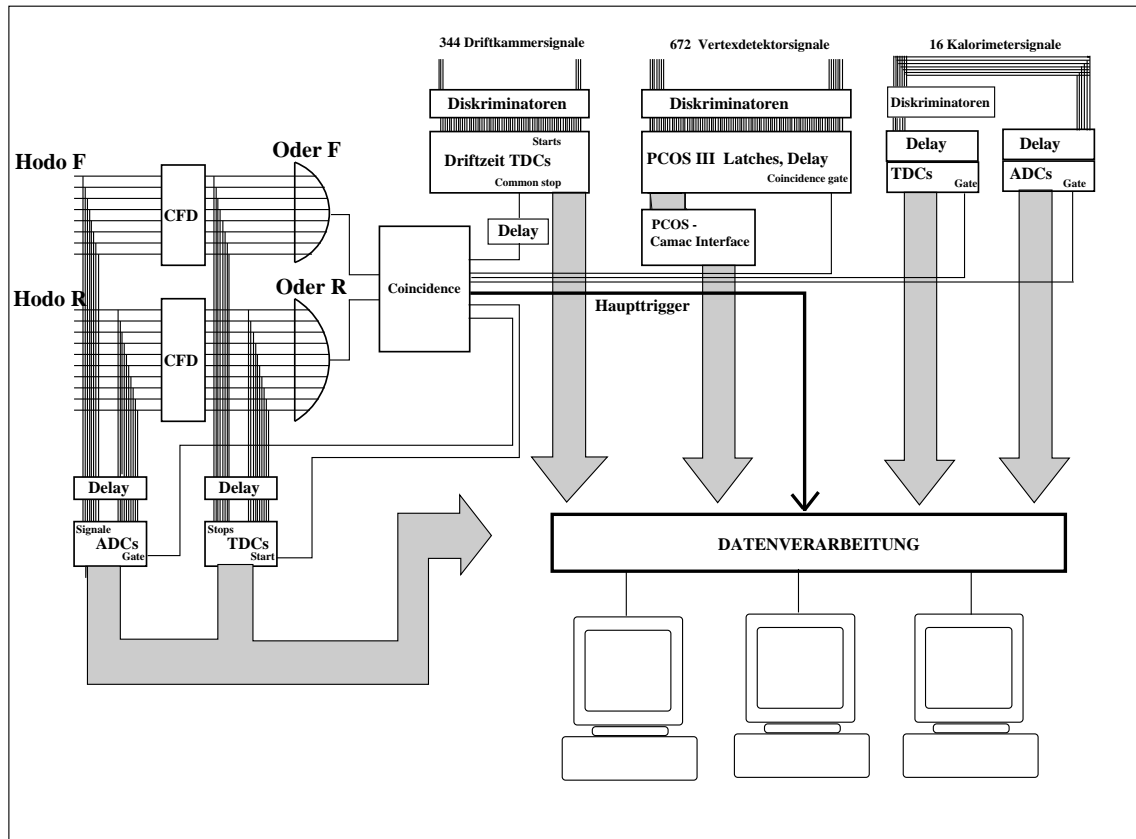 344 Driftkammersignale
672 Vertexdetektorsignale
16 Kalorimetersignale
Diskriminatoren
Diskriminatoren
Diskriminatoren
Starts
Driftzeit TDCs
Common stop
PCOS III Latches, Delay
Coincidence gate
Delay
TDCs
Gate
Delay
ADCs
Gate
Hodo F
CFD
Oder F
Delay
PCOS -
Camac Interface
Hodo R
CFD
Oder R
Coincidence
Haupttrigger
Delay
Delay
Signale
ADCs
Gate
Stops
TDCs
Start
DATENVERARBEITUNG